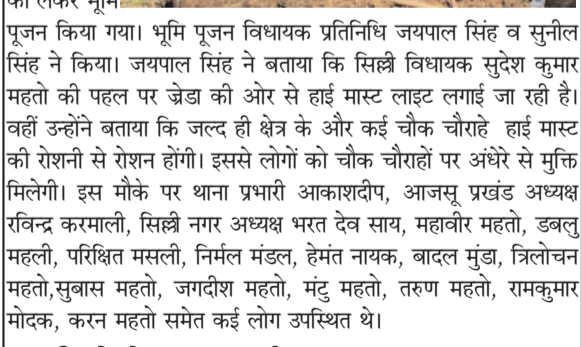 पूजन किया गया। भूमि पूजन विधायक प्रतिनिधि जयपाल सिंह व सुनील
सिंह ने किया। जयपाल सिंह ने बताया कि सिल्ली विधायक सुदेश कुमार
महतो की पहल पर ज्रेडा की ओर से हाई मास्ट लाइट लगाई जा रही है।
वहीं उन्होंने बताया कि जल्द ही क्षेत्र के और कई चौक चौराहे हाई मास्ट
की रोशनी से रोशन होंगी। इससे लोगों को चौक चौराहों पर अंधेरे से मुक्ति
मिलेगी। इस मौके पर थाना प्रभारी आकाशदीप, आजसू प्रखंड अध्यक्ष
रविन्द्र करमाली, सिल्ली नगर अध्यक्ष भरत देव साय, महावीर महतो, डबलु
महली, परिक्षित मसली, निर्मल मंडल, हेमंत नायक, बादल मुंडा, त्रिलोचन
महतो,सुबास महतो, जगदीश महतो, मंटु महतो, तरुण महतो, रामकुमार
मोदक, करन महतो समेत कई लोग उपस्थित थे।